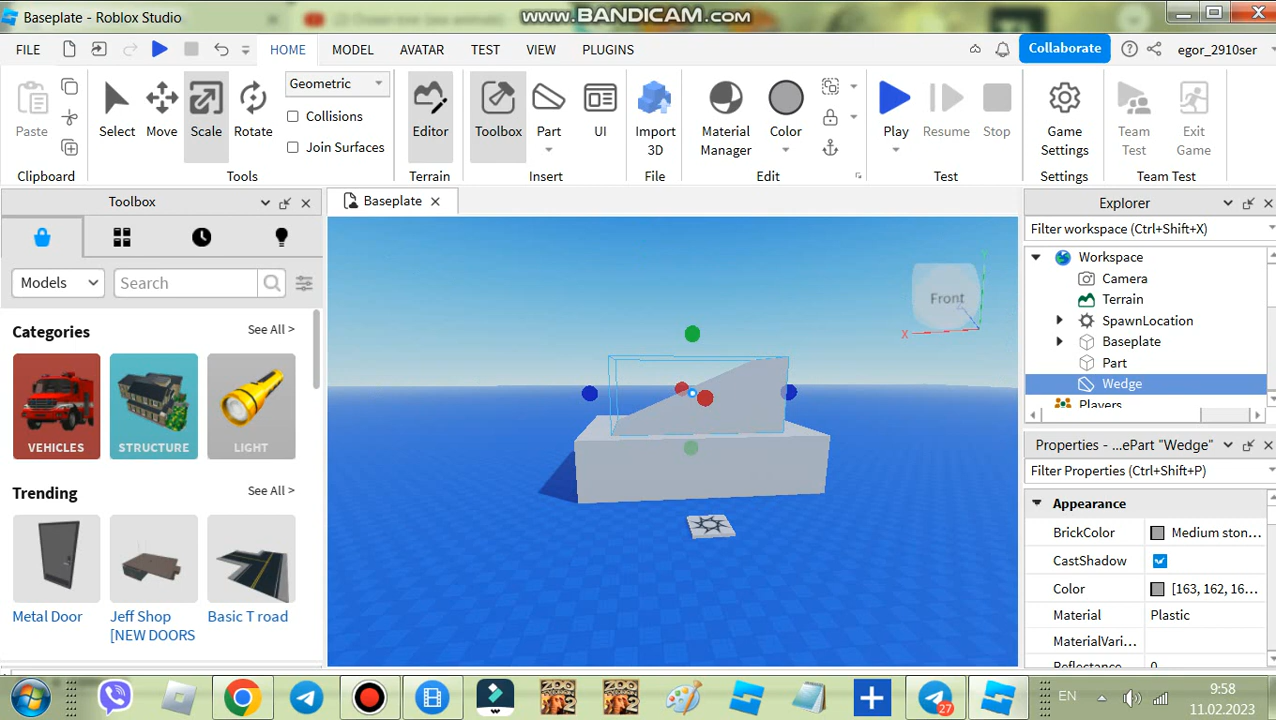 Baseplate - Roblox Studio
www.BANDICAM.com
FILE
HOME
MODEL
AVATAR
TEST
VIEW
PLUGINS
Collaborate
egor_2910ser
Paste
Clipboard
Select
Move
Scale
Rotate
Geometric
Collisions
Join Surfaces
Tools
Editor
Terrain
Toolbox
Part
UI
Insert
Import
3D
File
Material
Manager
Color
Edit
Play
Resume
Stop
Test
Game
Settings
Settings
Team
Test
Exit
Game
Team Test
Toolbox
Models
Search
Categories
See All >
VEHICLES
STRUCTURE
LIGHT
Trending
See All >
Metal Door
Jeff Shop
[NEW DOORS
Basic T road
Baseplate
Front
X
Explorer
Filter workspace (Ctrl+Shift+X)
Workspace
Camera
Terrain
SpawnLocation
Baseplate
Part
Wedge
Players
Properties - ...ePart "Wedge"
Filter Properties (Ctrl+Shift+P)
Appearance
BrickColor
Medium ston...
CastShadow
Color
[163, 162, 16...
Material
Plastic
MaterialVari...
Reflectance
0
27
EN
9:58
11.02.2023